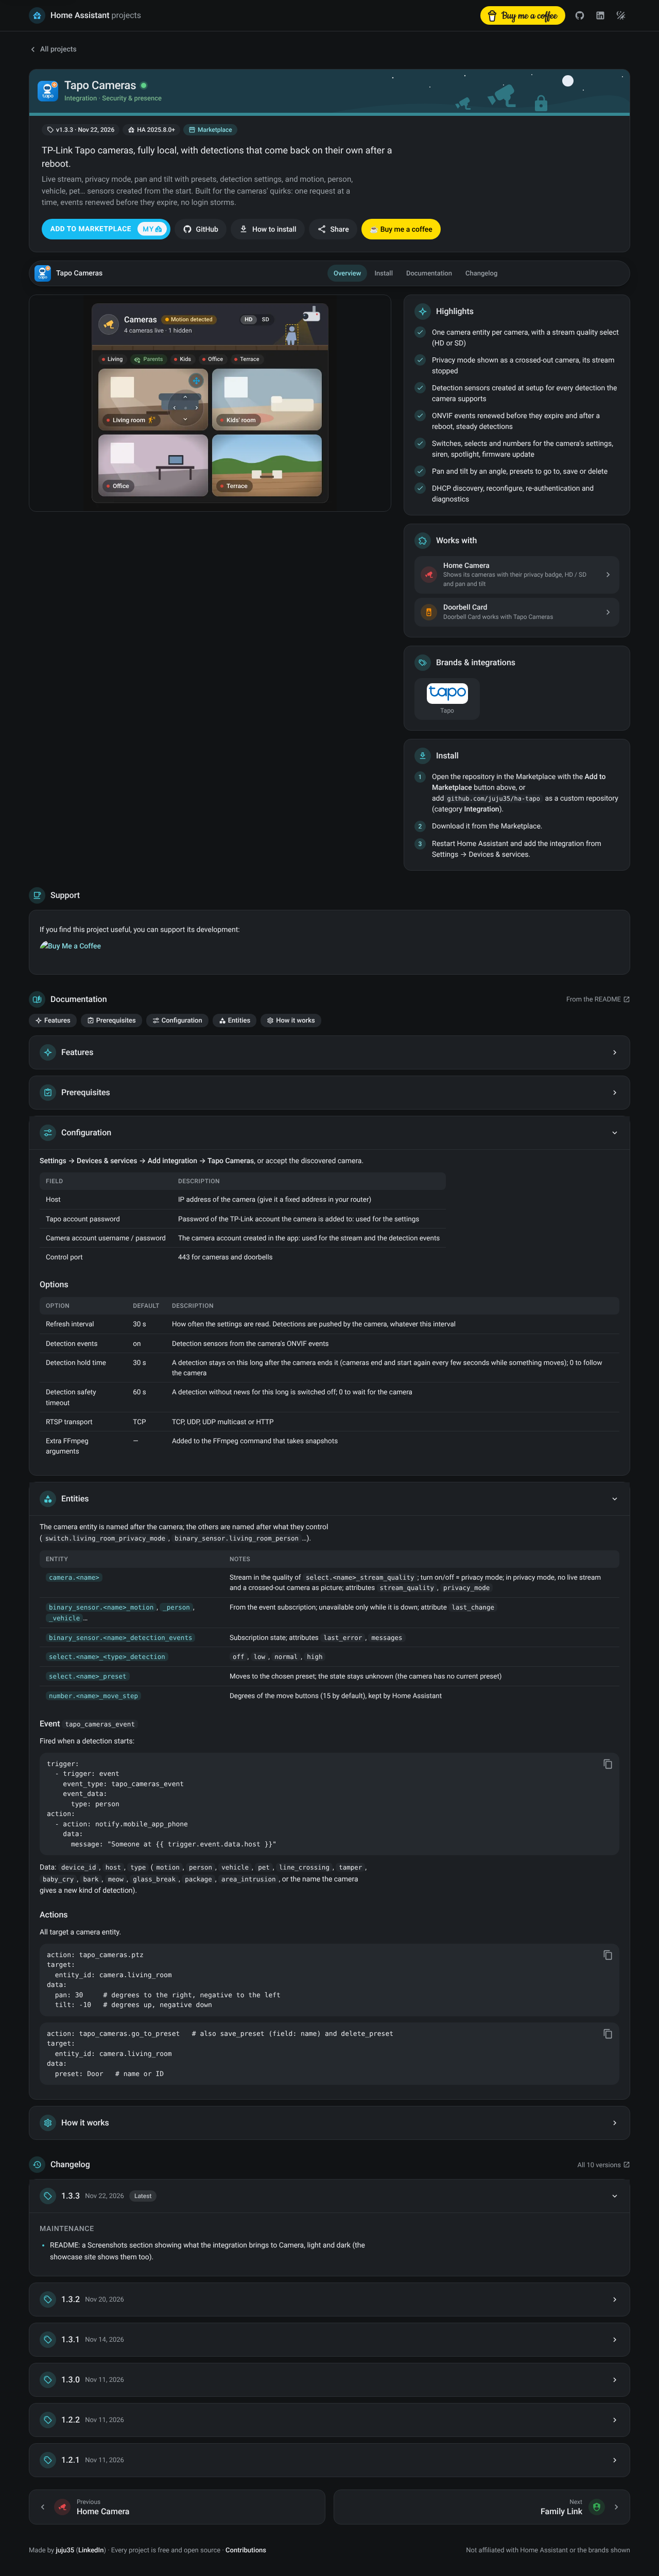 Home Assistant projects
Buy me a coffee
All projects
tapo
Tapo Cameras
Integration · Security & presence
v1.3.3 · Nov 22, 2026
HA 2025.8.0+
Marketplace
TP-Link Tapo cameras, fully local, with detections that come back on their own after a
reboot.
Live stream, privacy mode, pan and tilt with presets, detection settings, and motion, person,
vehicle, pet... sensors created from the start. Built for the cameras' quirks: one request at a
time, events renewed before they expire, no login storms.
ADD TO MARKETPLACE MY
GitHub
How to install
Share
Buy me a coffee
tapo
Tapo Cameras
Overview
Install
Documentation
Changelog
Cameras
Motion detected
4 cameras live · 1 hidden
HD
SD
Living
Parents
Kids
Office
Terrace
Living room
Kids' room
Office
Terrace
Highlights
One camera entity per camera, with a stream quality select
(HD or SD)
Privacy mode shown as a crossed-out camera, its stream
stopped
Detection sensors created at setup for every detection the
camera supports
ONVIF events renewed before they expire and after a
reboot, steady detections
Switches, selects and numbers for the camera's settings,
siren, spotlight, firmware update
Pan and tilt by an angle, presets to go to, save or delete
DHCP discovery, reconfigure, re-authentication and
diagnostics
Works with
Home Camera
Shows its cameras with their privacy badge, HD / SD
and pan and tilt
Doorbell Card
Doorbell Card works with Tapo Cameras
Brands & integrations
tapo
Tapo
Install
1
Open the repository in the Marketplace with the Add to
Marketplace button above, or
add github.com/juju35/ha-tapo as a custom repository
(category Integration).
2
Download it from the Marketplace.
3
Restart Home Assistant and add the integration from
Settings → Devices & services.
Support
If you find this project useful, you can support its development:
Buy Me a Coffee
Documentation
From the README
Features
Prerequisites
Configuration
Entities
How it works
Features
Prerequisites
Configuration
Settings → Devices & services → Add integration → Tapo Cameras, or accept the discovered camera.
FIELD DESCRIPTION
Host IP address of the camera (give it a fixed address in your router)
Tapo account password Password of the TP-Link account the camera is added to: used for the settings
Camera account username / password The camera account created in the app: used for the stream and the detection events
Control port 443 for cameras and doorbells
Options
OPTION DEFAULT DESCRIPTION
Refresh interval 30 s How often the settings are read. Detections are pushed by the camera, whatever this interval
Detection events on Detection sensors from the camera's ONVIF events
Detection hold time 30 s A detection stays on this long after the camera ends it (cameras end and start again every few seconds while something moves); 0 to follow
the camera
Detection safety
timeout
60 s A detection without news for this long is switched off; 0 to wait for the camera
RTSP transport TCP TCP, UDP, UDP multicast or HTTP
Extra FFmpeg
arguments
— Added to the FFmpeg command that takes snapshots
Entities
The camera entity is named after the camera; the others are named after what they control
( switch.living_room_privacy_mode , binary_sensor.living_room_person …).
ENTITY NOTES
camera.<name> Stream in the quality of select.<name>_stream_quality ; turn on/off = privacy mode; in privacy mode, no live stream
and a crossed-out camera as picture; attributes stream_quality , privacy_mode
binary_sensor.<name>_motion , _person ,
_vehicle …
From the event subscription; unavailable only while it is down; attribute last_change
binary_sensor.<name>_detection_events Subscription state; attributes last_error , messages
select.<name>_<type>_detection off , low , normal , high
select.<name>_preset Moves to the chosen preset; the state stays unknown (the camera has no current preset)
number.<name>_move_step Degrees of the move buttons (15 by default), kept by Home Assistant
Event tapo_cameras_event
Fired when a detection starts:
trigger:
- trigger: event
event_type: tapo_cameras_event
event_data:
type: person
action:
- action: notify.mobile_app_phone
data:
message: "Someone at {{ trigger.event.data.host }}"
Data: device_id , host , type ( motion , person , vehicle , pet , line_crossing , tamper ,
baby_cry , bark , meow , glass_break , package , area_intrusion , or the name the camera
gives a new kind of detection).
Actions
All target a camera entity.
action: tapo_cameras.ptz
target:
entity_id: camera.living_room
data:
pan: 30 # degrees to the right, negative to the left
tilt: -10 # degrees up, negative down
action: tapo_cameras.go_to_preset # also save_preset (field: name) and delete_preset
target:
entity_id: camera.living_room
data:
preset: Door # name or ID
How it works
Changelog
All 10 versions
1.3.3 Nov 22, 2026 Latest
MAINTENANCE
• README: a Screenshots section showing what the integration brings to Camera, light and dark (the
showcase site shows them too).
1.3.2 Nov 20, 2026
1.3.1 Nov 14, 2026
1.3.0 Nov 11, 2026
1.2.2 Nov 11, 2026
1.2.1 Nov 11, 2026
Previous
Home Camera
Next
Family Link
Made by juju35 (LinkedIn) · Every project is free and open source · Contributions
Not affiliated with Home Assistant or the brands shown